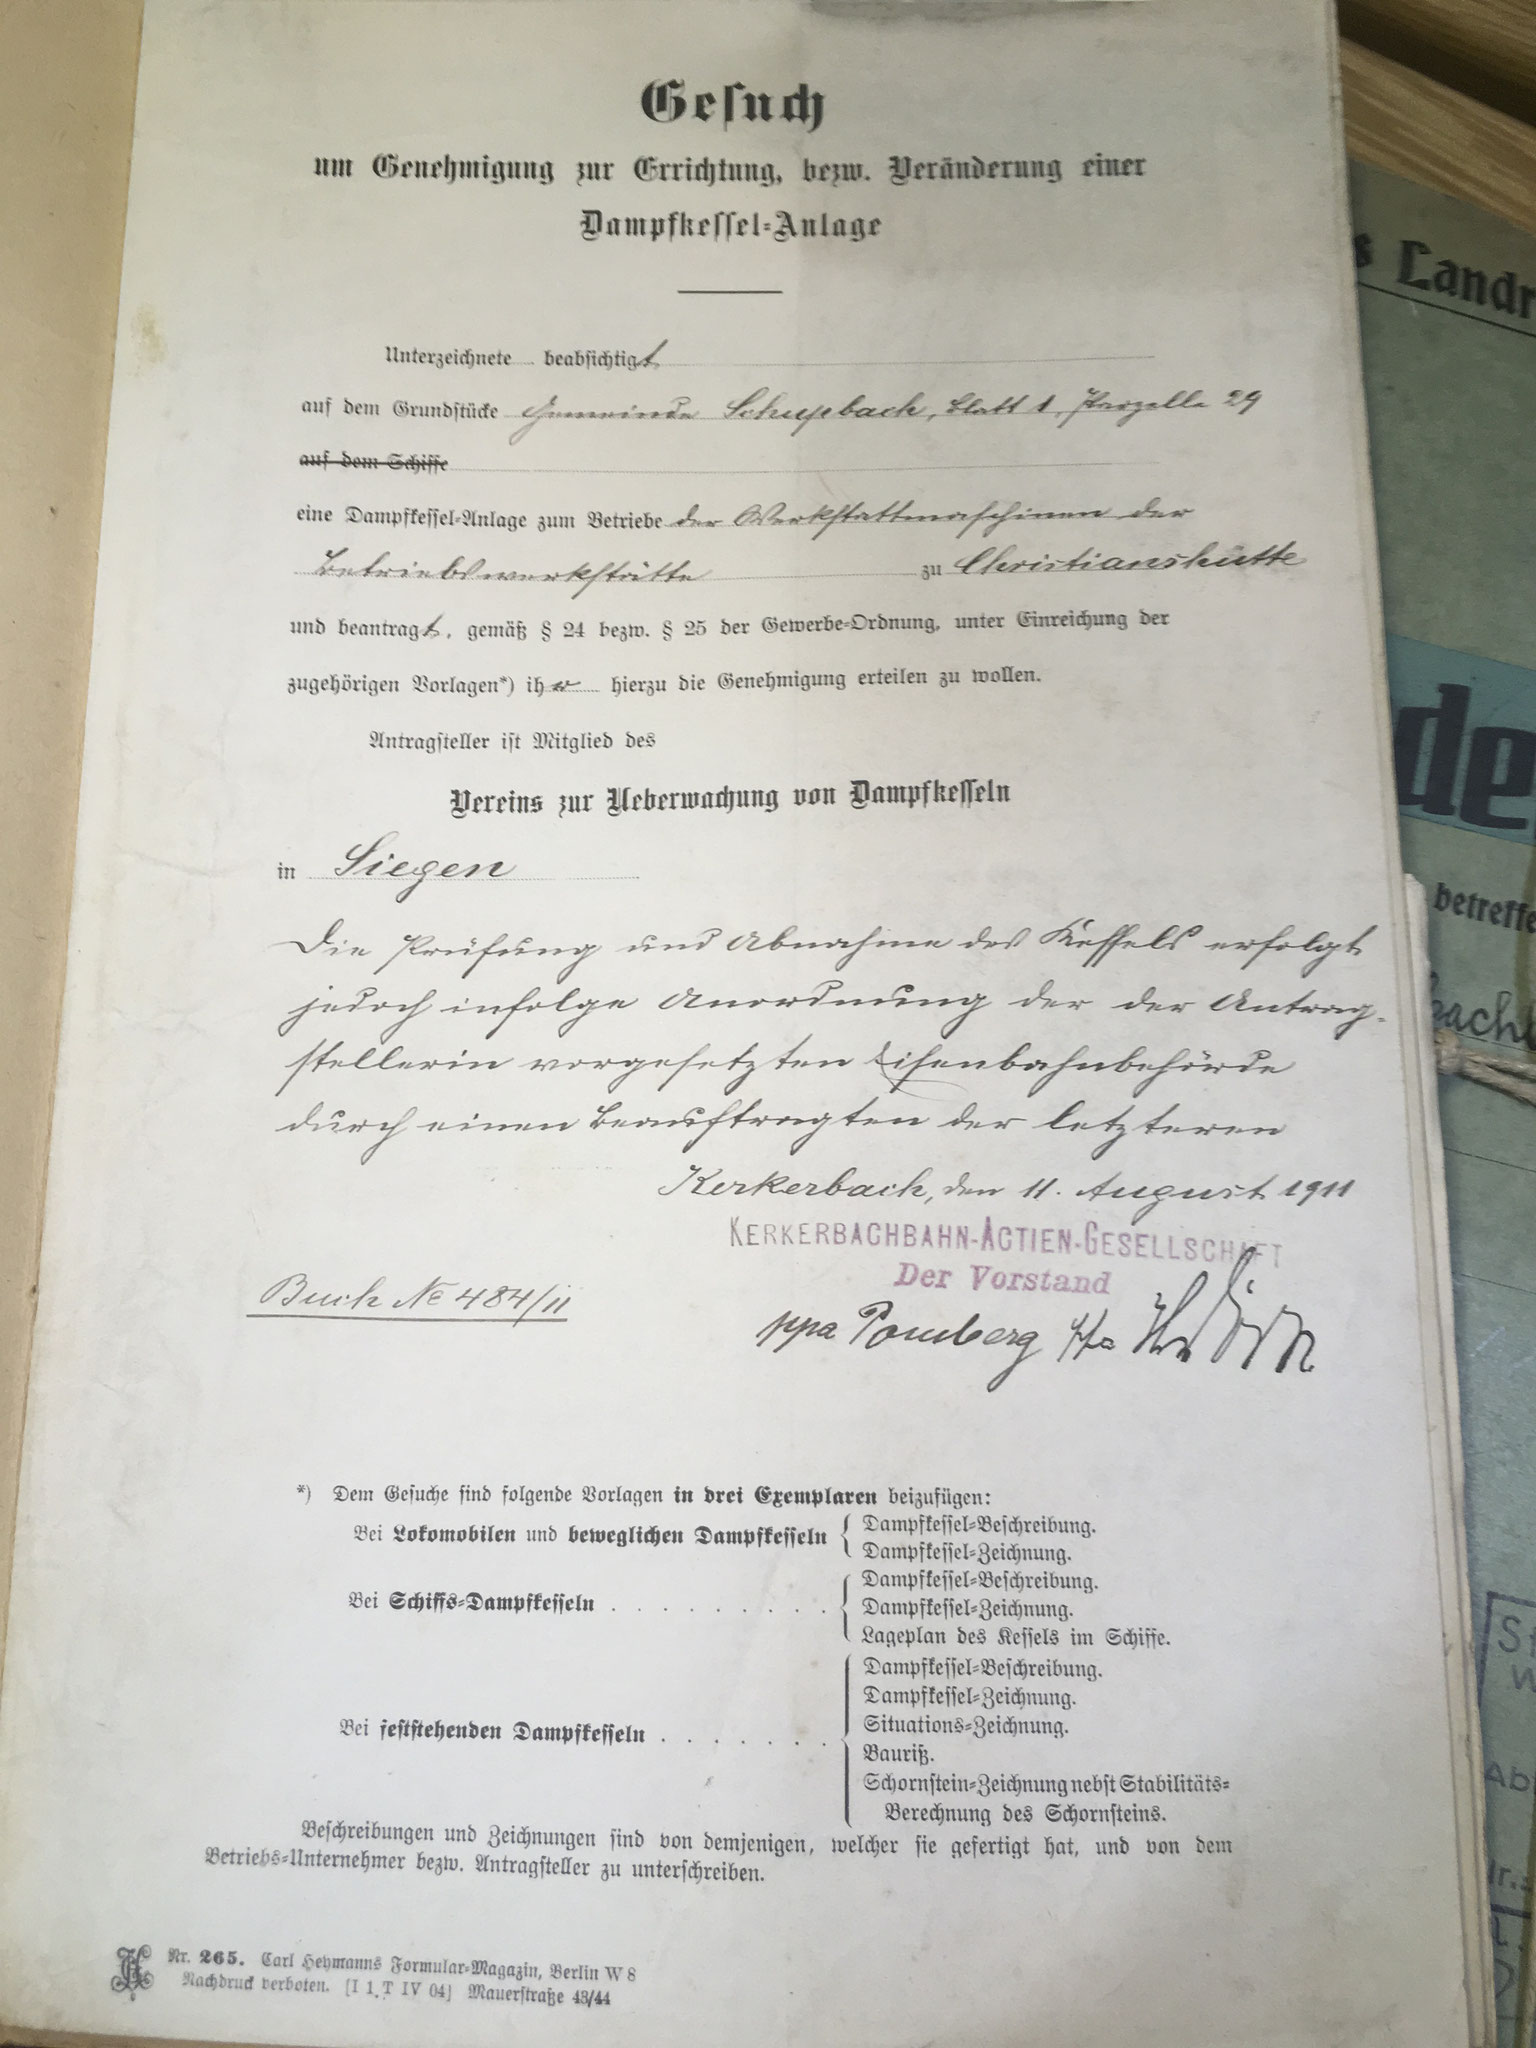 Gesuch
um Genehmigung zur Errichtung, bezw. Veränderung einer
Dampfkessel-Anlage
Unterzeichnete beabsichtigt
auf dem Grundstücke Gemeinde Schupbach, Blatt 1, Parzelle 29
auf dem Schiffe
eine Dampfkessel-Anlage zum Betriebe der Werkstattmaschinen der
Betriebswerkstätte zu Christianshütte
und beantragt, gemäß § 24 bezw. § 25 der Gewerbe-Ordnung, unter Einreichung der
zugehörigen Vorlagen*) ihr hierzu die Genehmigung erteilen zu wollen.
Antragsteller ist Mitglied des
Vereins zur Ueberwachung von Dampfkesseln
in Siegen
Die Prüfung und Abnahme des Kessels erfolgt
jedoch infolge Anordnung der der Antrag-
stellerin vorgesetzten Eisenbahnbehörde
durch einen Beauftragten der letzteren
Kerkerbach, den 11. August 1911
KERKERBACHBAHN-ACTIEN-GESELLSCHAFT
Der Vorstand
Buch No 484/11
ppa Pomberg ppa
*) Dem Gesuche sind folgende Vorlagen in drei Exemplaren beizufügen:
Bei Lokomobilen und beweglichen Dampfkesseln
Dampfkessel-Beschreibung.
Dampfkessel-Zeichnung.
Bei Schiffs-Dampfkesseln . . . . . . . . .
Dampfkessel-Beschreibung.
Dampfkessel-Zeichnung.
Lageplan des Kessels im Schiffe.
Bei feststehenden Dampfkesseln . . . . . . .
Dampfkessel-Beschreibung.
Dampfkessel-Zeichnung.
Situations-Zeichnung.
Bauriß.
Schornstein-Zeichnung nebst Stabilitäts-
Berechnung des Schornsteins.
Beschreibungen und Zeichnungen sind von demjenigen, welcher sie gefertigt hat, und von dem
Betriebs-Unternehmer bezw. Antragsteller zu unterschreiben.
Nr. 265. Carl Heymanns Formular-Magazin, Berlin W 8
Nachdruck verboten. [I 1. T IV 04] Mauerstraße 43/44
s Landr
de
betreffe
bach
St
W
Ab